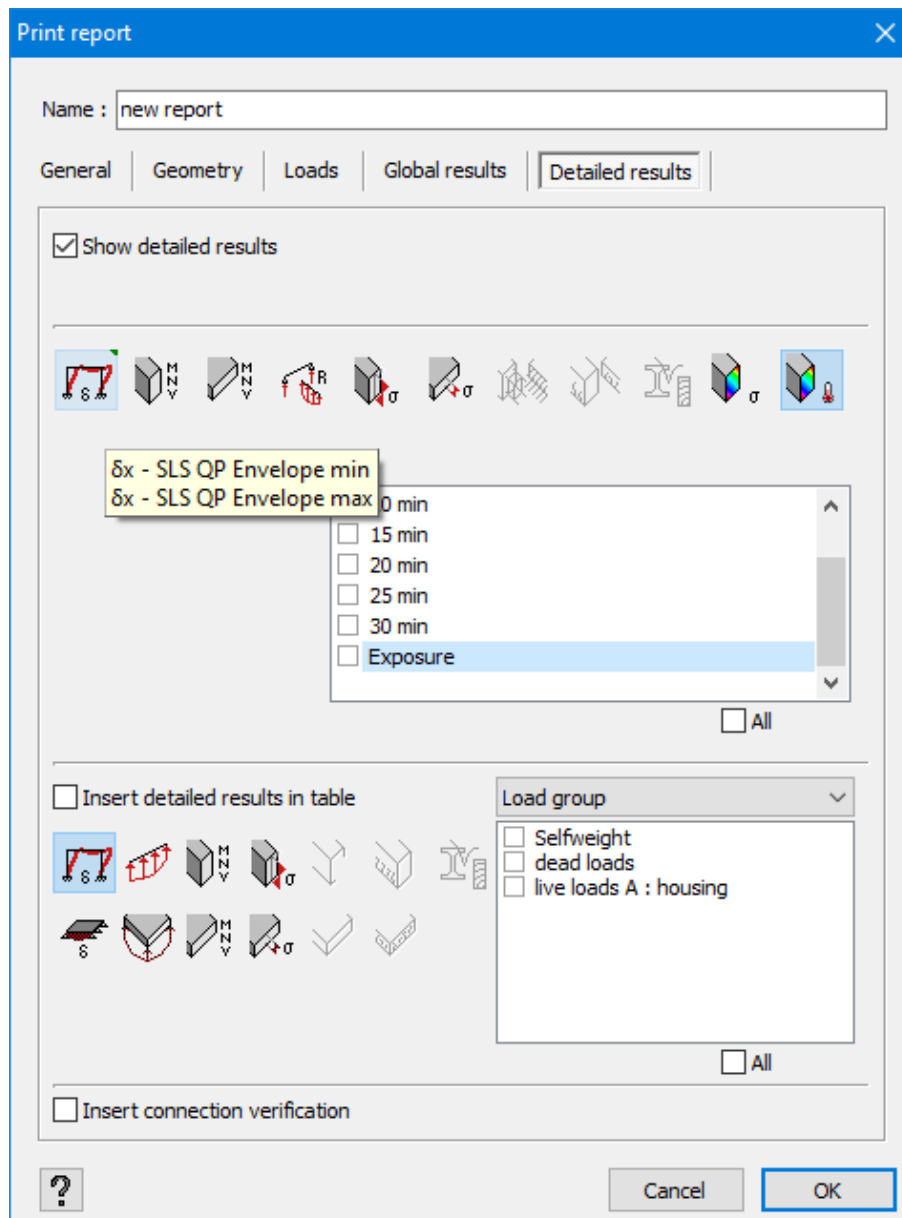 Print report
Name : new report
General Geometry Loads Global results Detailed results
Show detailed results
δ M N V M N V R σ σ σ
δx - SLS QP Envelope min
δx - SLS QP Envelope max
0 min
15 min
20 min
25 min
30 min
Exposure
All
Insert detailed results in table
Load group
Selfweight
dead loads
live loads A : housing
δ M N V σ
δ M N V σ
All
Insert connection verification
? Cancel OK